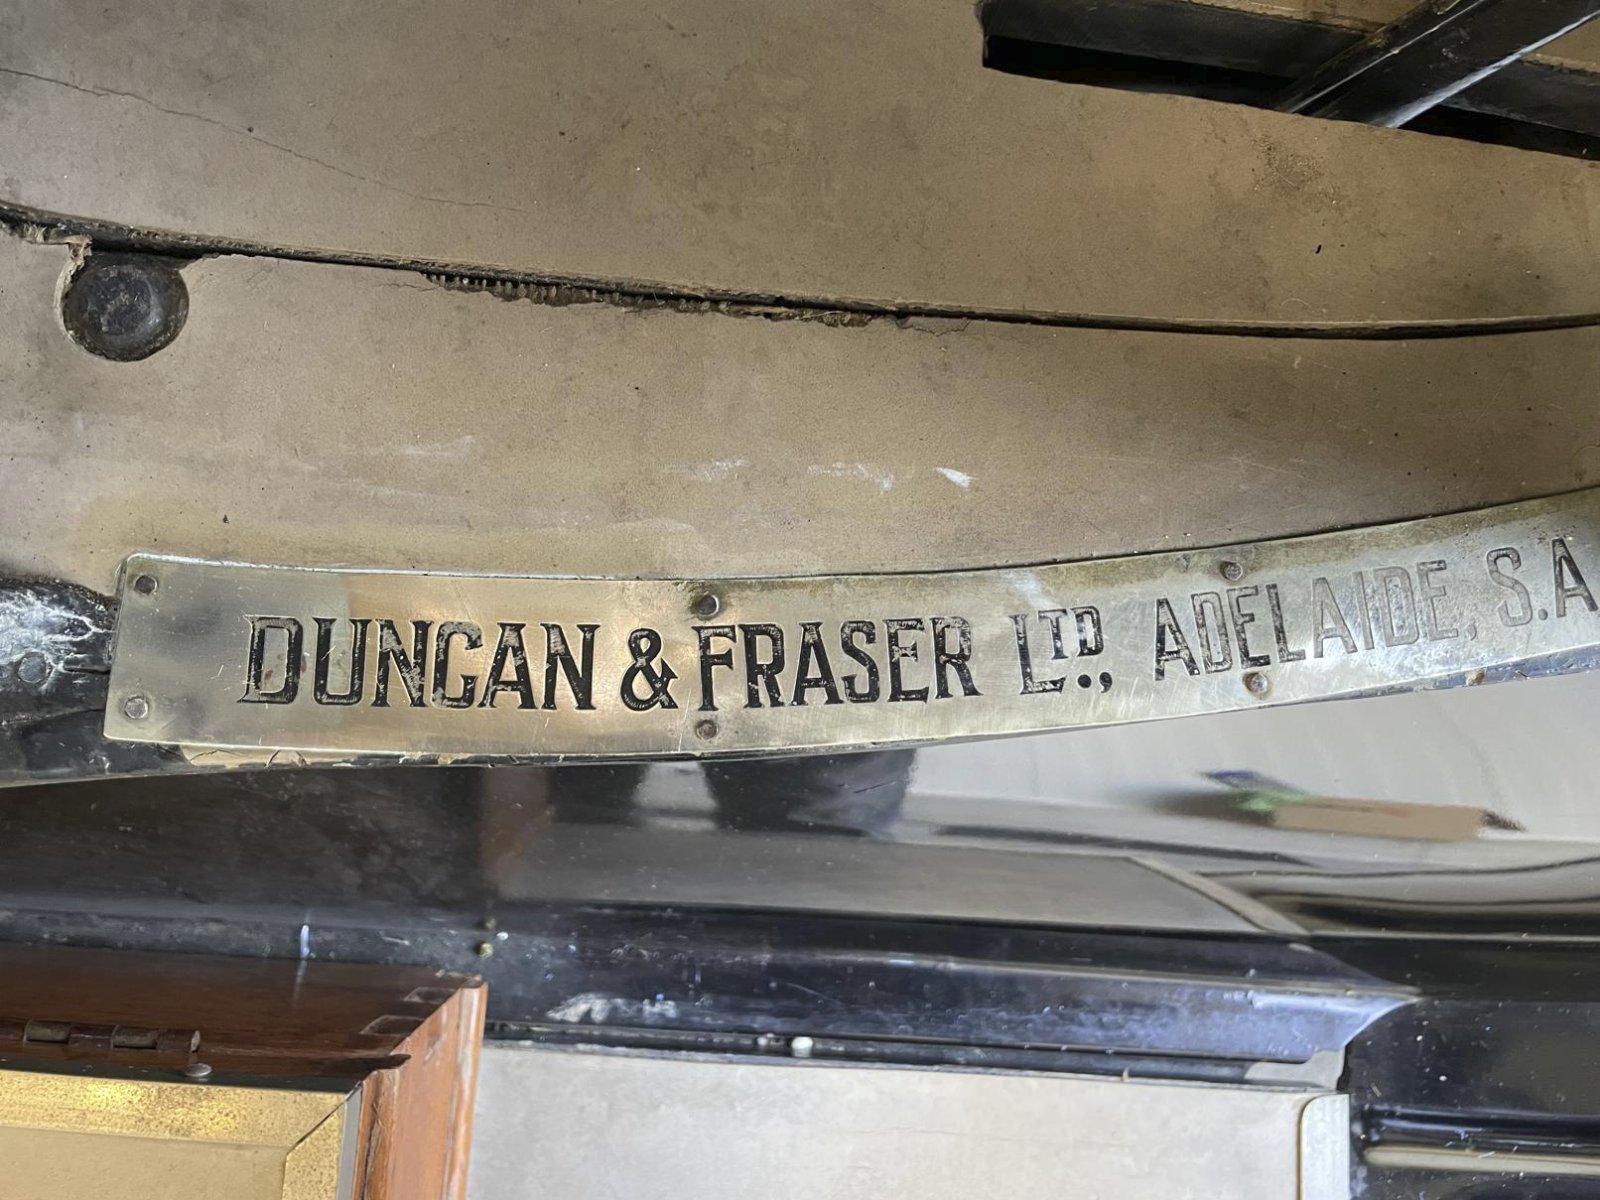 DUNCAN & FRASER LTD., ADELAIDE, S.A